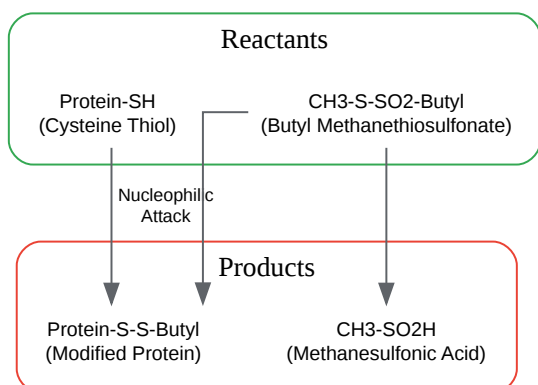 Reactants
Protein-SH
(Cysteine Thiol)
CH3-S-SO2-Butyl
(Butyl Methanethiosulfonate)
Nucleophilic
Attack
Products
Protein-S-S-Butyl
(Modified Protein)
CH3-SO2H
(Methanesulfonic Acid)